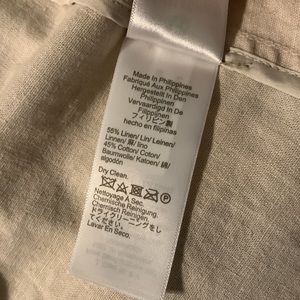 Made In Philippines
Fabriqué Aux Philippines
Hergestellt In Den
Philippinen
Vervaardigd In De
Filippijnen
フィリピン製
hecho en filipinas
55% Linen/ Lin/ Leinen/
Linnen/ 麻/ lino
45% Cotton/ Coton/
Baumwolle/ Katoen/ 綿/
algodón
Dry Clean.
Nettoyage A Sec.
Chemische Reinigung.
Chemisch Reinigen.
ドライクリーニングをし
てください。
Lavar En Seco.